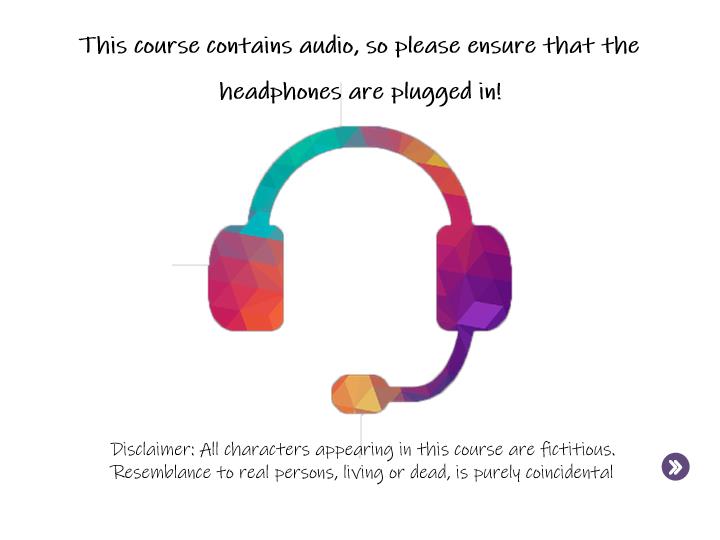 This course contains audio, so please ensure that the
headphones are plugged in!
Disclaimer: All characters appearing in this course are fictitious.
Resemblance to real persons, living or dead, is purely coincidental